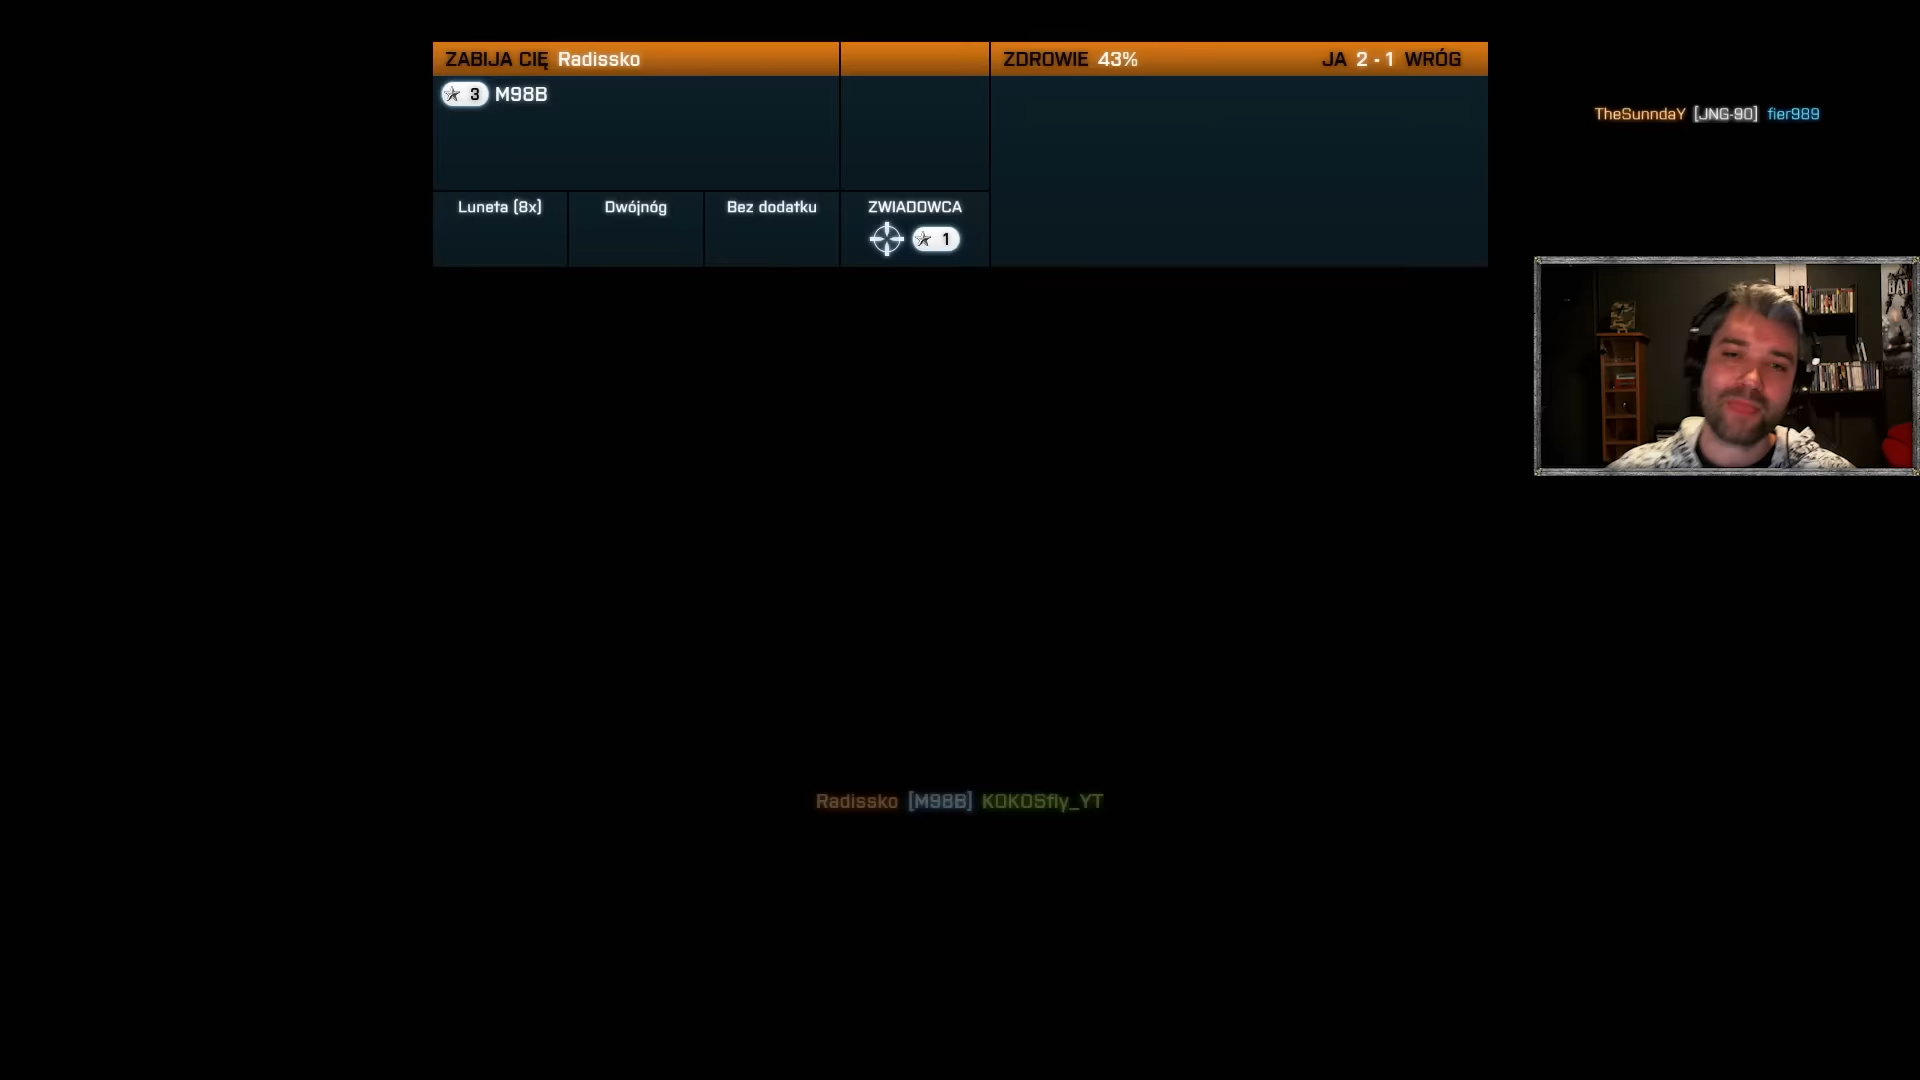 ZABIJA CIĘ Radissko
ZDROWIE 43%
JA 2 - 1 WRÓG
3 M98B
Luneta (8x)
Dwójnóg
Bez dodatku
ZWIADOWCA
1
TheSunndaY [JNG-90] fier989
BAT
Radissko [M98B] KOKOSfly_YT